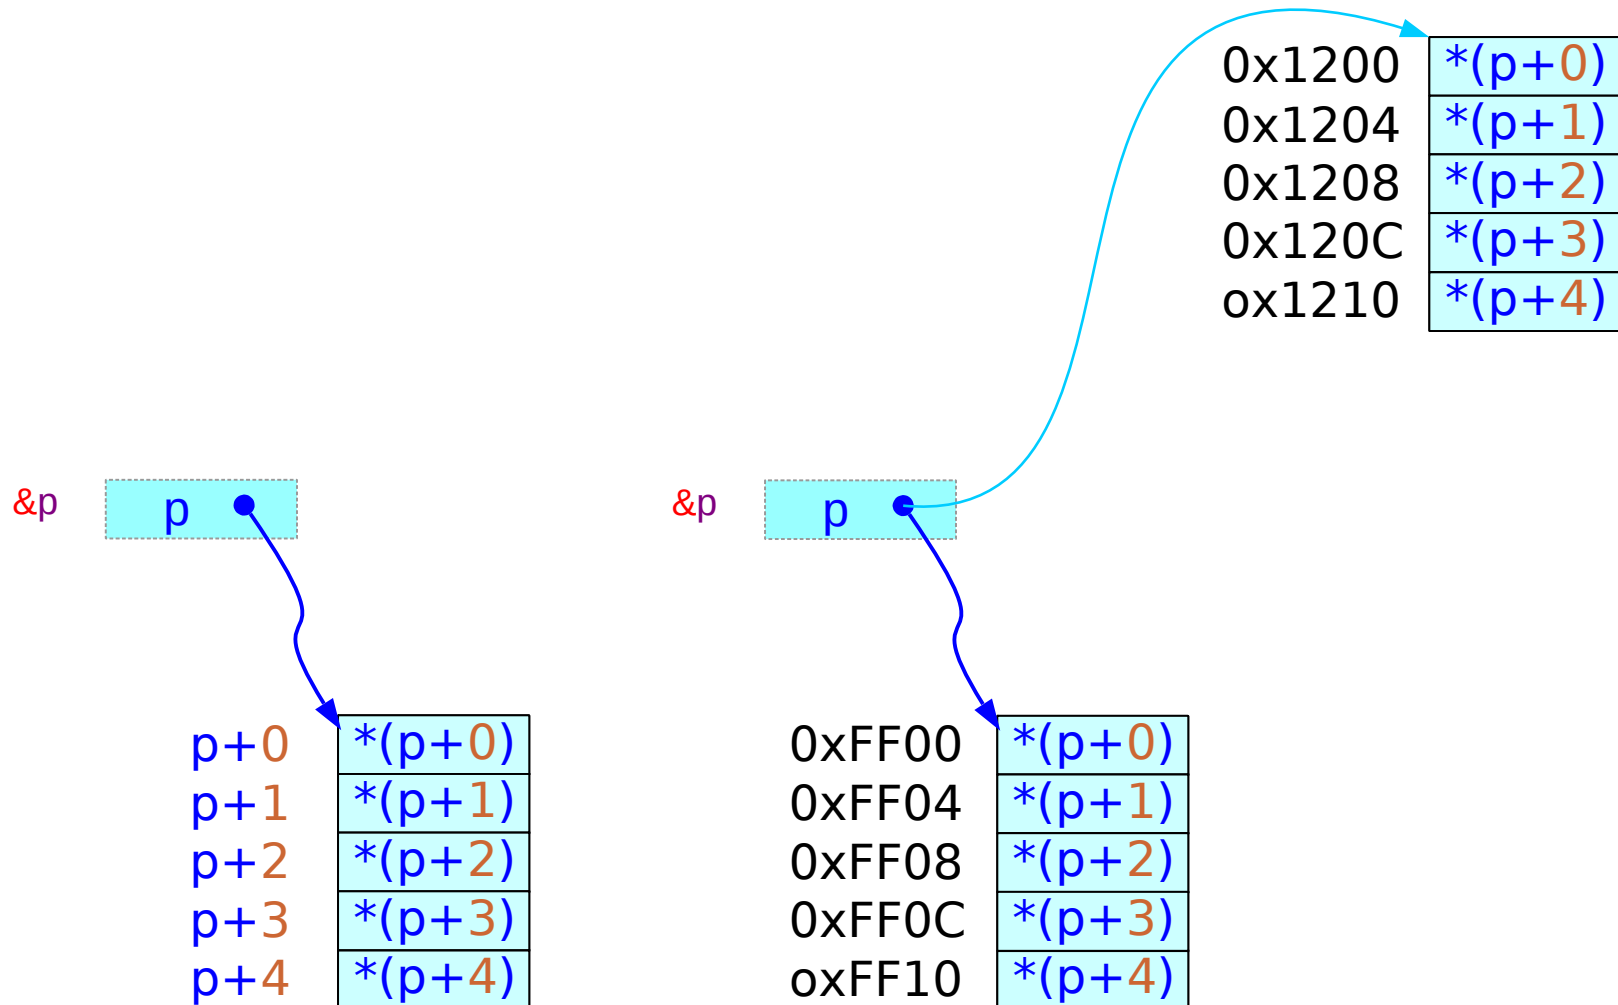 0x1200 *(p+0)
0x1204 *(p+1)
0x1208 *(p+2)
0x120C *(p+3)
ox1210 *(p+4)
&p p
&p p
p+0 *(p+0)
p+1 *(p+1)
p+2 *(p+2)
p+3 *(p+3)
p+4 *(p+4)
0xFF00 *(p+0)
0xFF04 *(p+1)
0xFF08 *(p+2)
0xFF0C *(p+3)
oxFF10 *(p+4)